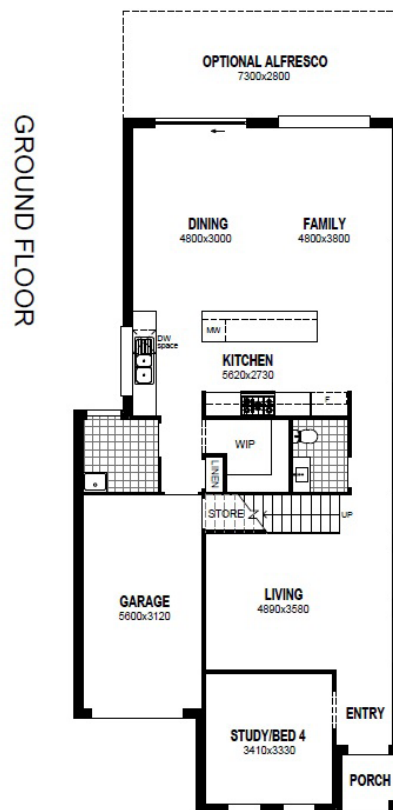 GROUND FLOOR
OPTIONAL ALFRESCO
7300x2800
DINING
4800x3000
FAMILY
4800x3800
DW
space
MW
KITCHEN
5620x2730
F
WIP
LINEN
STORE
UP
GARAGE
5600x3120
LIVING
4890x3580
STUDY/BED 4
3410x3330
ENTRY
PORCH